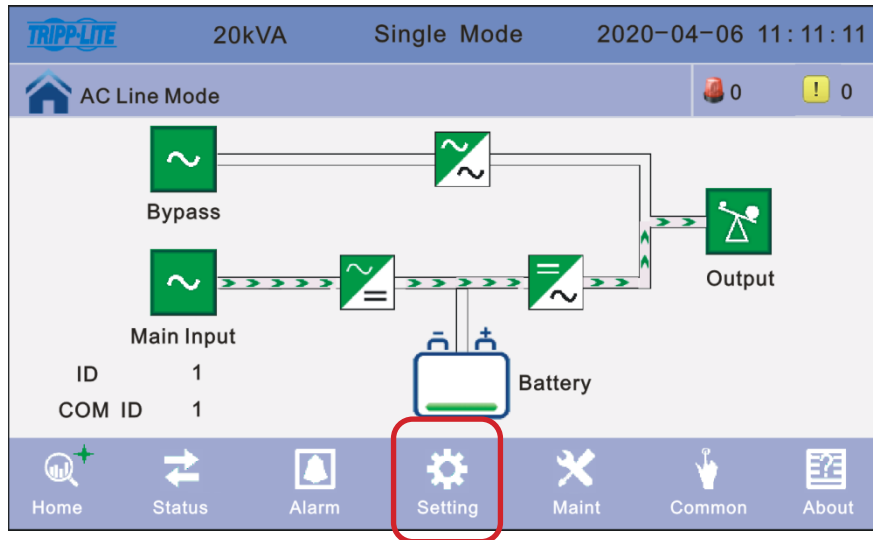 TRIPP-LITE 20kVA Single Mode 2020-04-06 11:11:11
AC Line Mode 0 ! 0
Bypass
Main Input
Output
Battery
ID 1
COM ID 1
Home Status Alarm Setting Maint Common About